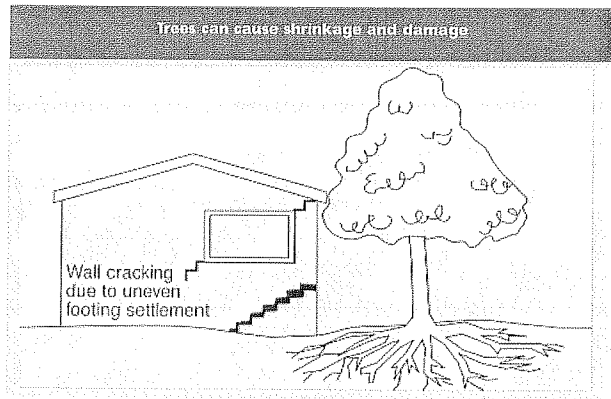 Trees can cause shrinkage and damage
Wall cracking
due to uneven
footing settlement